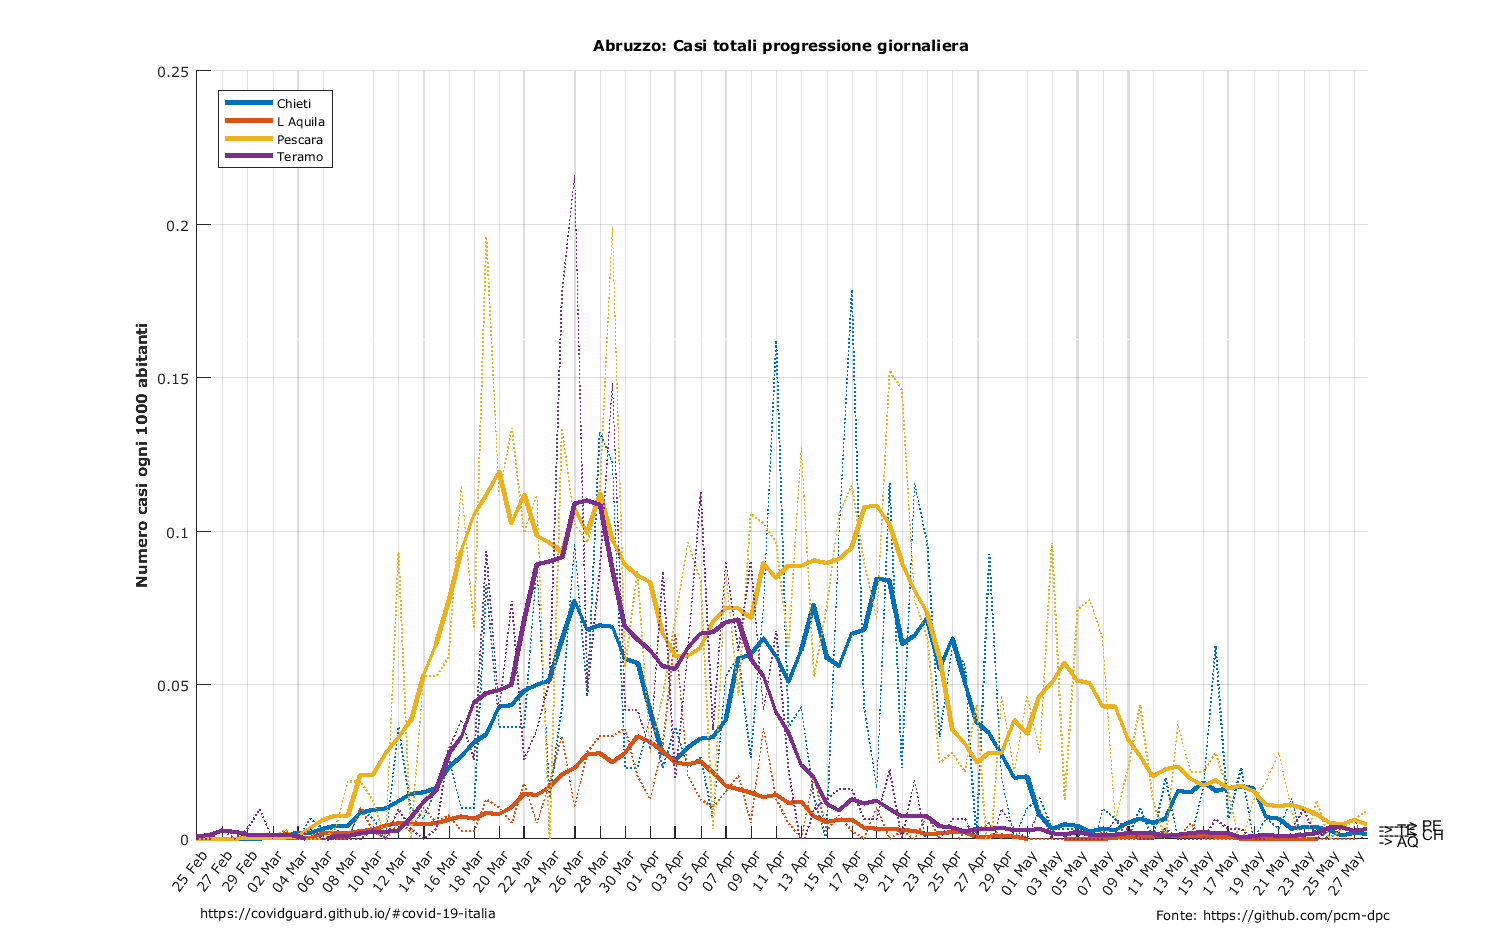 Abruzzo: Casi totali progressione giornaliera
Numero casi ogni 1000 abitanti
0.25
0.2
0.15
0.1
0.05
0
Chieti
L Aquila
Pescara
Teramo
25 Feb
27 Feb
29 Feb
02 Mar
04 Mar
06 Mar
08 Mar
10 Mar
12 Mar
14 Mar
16 Mar
18 Mar
20 Mar
22 Mar
24 Mar
26 Mar
28 Mar
30 Mar
01 Apr
03 Apr
05 Apr
07 Apr
09 Apr
11 Apr
13 Apr
15 Apr
17 Apr
19 Apr
21 Apr
23 Apr
25 Apr
27 Apr
29 Apr
01 May
03 May
05 May
07 May
09 May
11 May
13 May
15 May
17 May
19 May
21 May
23 May
25 May
27 May
-> PE
-> TE
-> CH
-> AQ
https://covidguard.github.io/#covid-19-italia
Fonte: https://github.com/pcm-dpc